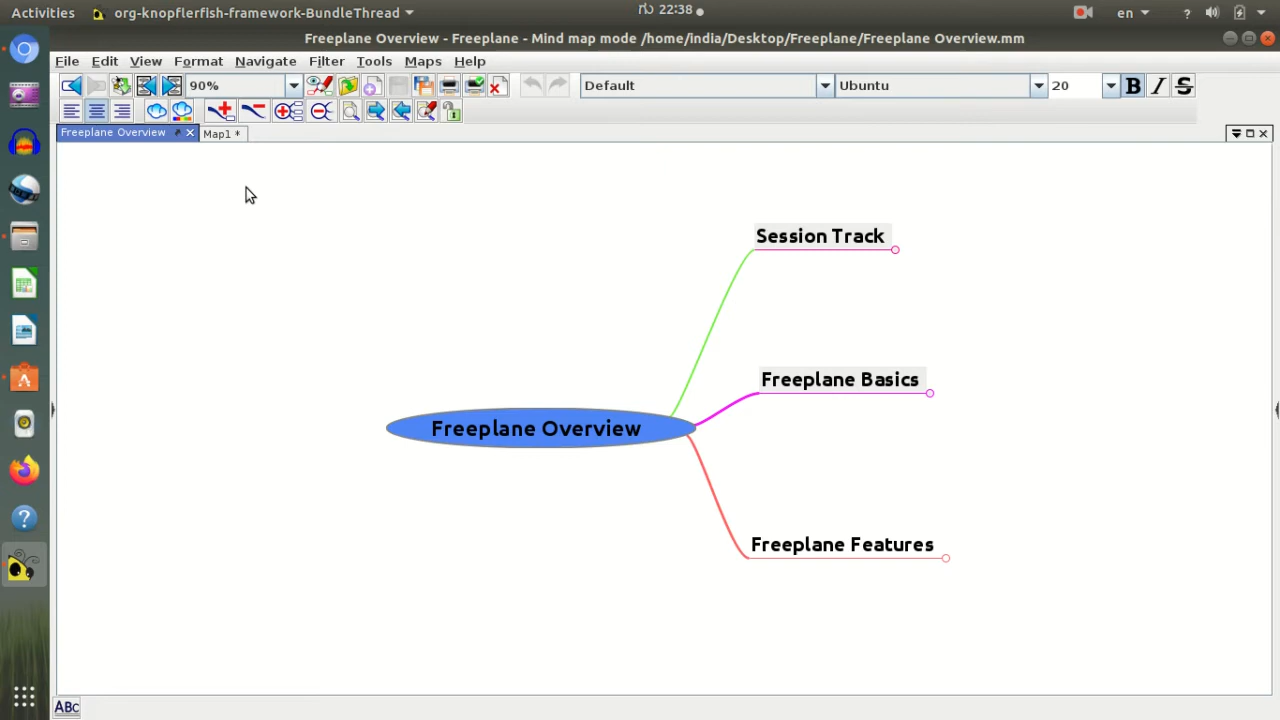 Activities org-knopflerfish-framework-BundleThread 22:38 en ?
Freeplane Overview - Freeplane - Mind map mode /home/india/Desktop/Freeplane/Freeplane Overview.mm
File Edit View Format Navigate Filter Tools Maps Help
90% Default Ubuntu 20 B I S
Freeplane Overview Map1 *
Session Track
Freeplane Basics
Freeplane Overview
Freeplane Features
ABC